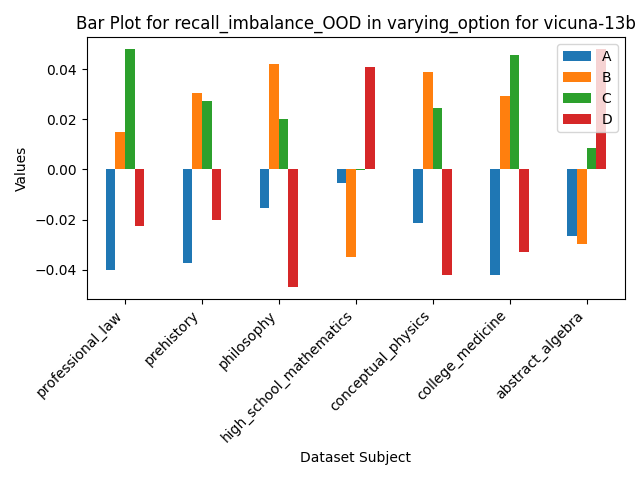 Bar Plot for recall_imbalance_OOD in varying_option for vicuna-13b
A
B
C
D
0.04
0.02
0.00
−0.02
−0.04
Values
professional_law
prehistory
philosophy
high_school_mathematics
conceptual_physics
college_medicine
abstract_algebra
Dataset Subject